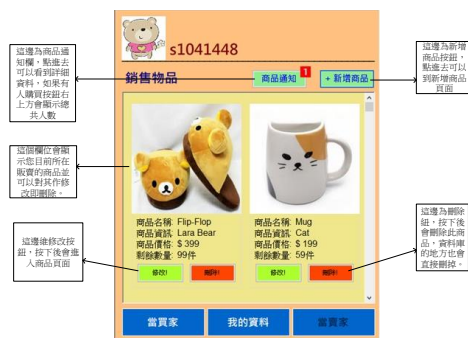 s1041448
銷售物品
商品通知
1
+ 新增商品
這邊為商品通
知欄，點進去
可以看到詳細
資料，如果有
人購買按鈕右
上方會顯示總
共人數
這邊為新增
商品按鈕，
點進去可以
到新增商品
頁面
這個欄位會顯
示您目前所在
販賣的商品並
可以對其作修
改即刪除。
商品名稱: Flip-Flop
商品資訊: Lara Bear
商品價格: $ 399
剩餘數量: 99件
修改!
刪除!
商品名稱: Mug
商品資訊: Cat
商品價格: $ 199
剩餘數量: 59件
修改!
刪除!
這邊維修改按
鈕，按下後會進
入商品頁面
這邊為刪除
鈕，按下後
會刪除此商
品，資料庫
的地方也會
直接刪掉。
當買家
我的資料
當賣家